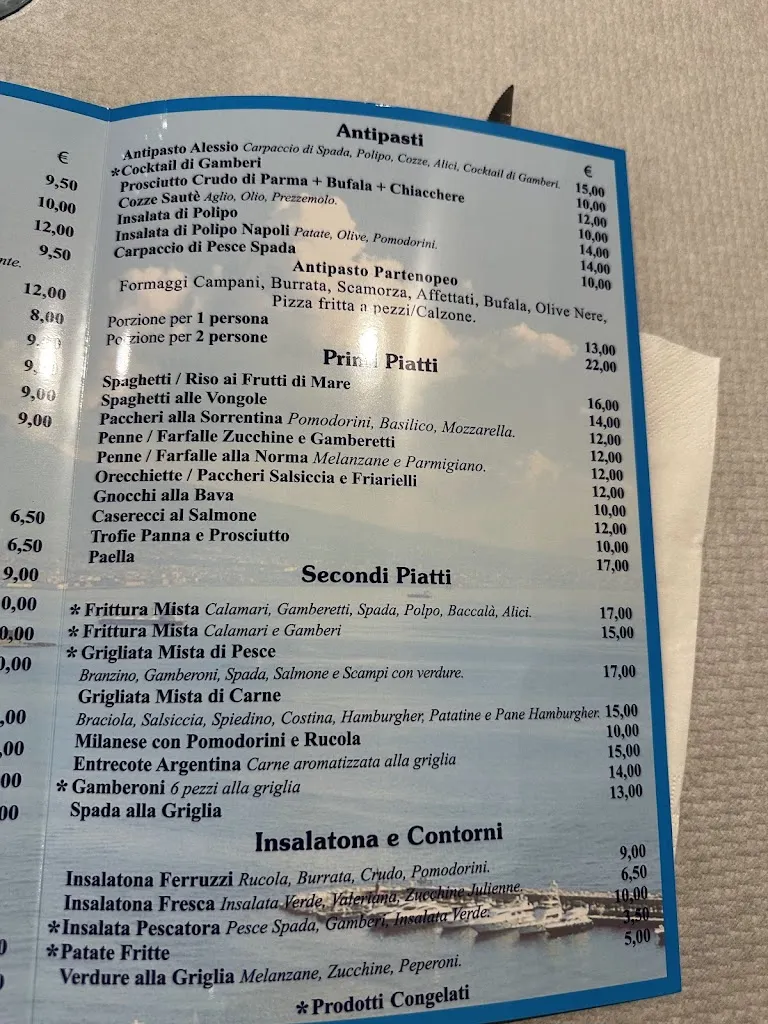 €
9,50
10,00
12,00
9,50
nte.
12,00
8,00
9,
9,
9,00
9,00
6,50
6,50
9,00
0,00
0,00
0,00
,00
,00
00
00
Antipasti
€
Antipasto Alessio Carpaccio di Spada, Polipo, Cozze, Alici, Cocktail di Gamberi. 15,00
*Cocktail di Gamberi 10,00
Prosciutto Crudo di Parma + Bufala + Chiacchere 12,00
Cozze Sautè Aglio, Olio, Prezzemolo. 10,00
Insalata di Polipo 14,00
Insalata di Polipo Napoli Patate, Olive, Pomodorini. 14,00
Carpaccio di Pesce Spada 10,00
Antipasto Partenopeo
Formaggi Campani, Burrata, Scamorza, Affettati, Bufala, Olive Nere,
Pizza fritta a pezzi/Calzone.
Porzione per 1 persona 13,00
Porzione per 2 persone 22,00
Primi Piatti
Spaghetti / Riso ai Frutti di Mare 16,00
Spaghetti alle Vongole 14,00
Paccheri alla Sorrentina Pomodorini, Basilico, Mozzarella. 12,00
Penne / Farfalle Zucchine e Gamberetti 12,00
Penne / Farfalle alla Norma Melanzane e Parmigiano. 12,00
Orecchiette / Paccheri Salsiccia e Friarielli 12,00
Gnocchi alla Bava 10,00
Caserecci al Salmone 12,00
Trofie Panna e Prosciutto 10,00
Paella 17,00
Secondi Piatti
* Frittura Mista Calamari, Gamberetti, Spada, Polpo, Baccalà, Alici. 17,00
* Frittura Mista Calamari e Gamberi 15,00
* Grigliata Mista di Pesce
Branzino, Gamberoni, Spada, Salmone e Scampi con verdure. 17,00
Grigliata Mista di Carne
Braciola, Salsiccia, Spiedino, Costina, Hamburgher, Patatine e Pane Hamburgher. 15,00
Milanese con Pomodorini e Rucola 10,00
Entrecote Argentina Carne aromatizzata alla griglia 15,00
* Gamberoni 6 pezzi alla griglia 14,00
Spada alla Griglia 13,00
Insalatona e Contorni
Insalatona Ferruzzi Rucola, Burrata, Crudo, Pomodorini. 9,00
Insalatona Fresca Insalata Verde, Valeriana, Zucchine Julienne. 6,50
*Insalata Pescatora Pesce Spada, Gamberi, Insalata Verde. 10,00
*Patate Fritte 3,50
Verdure alla Griglia Melanzane, Zucchine, Peperoni. 5,00
*Prodotti Congelati